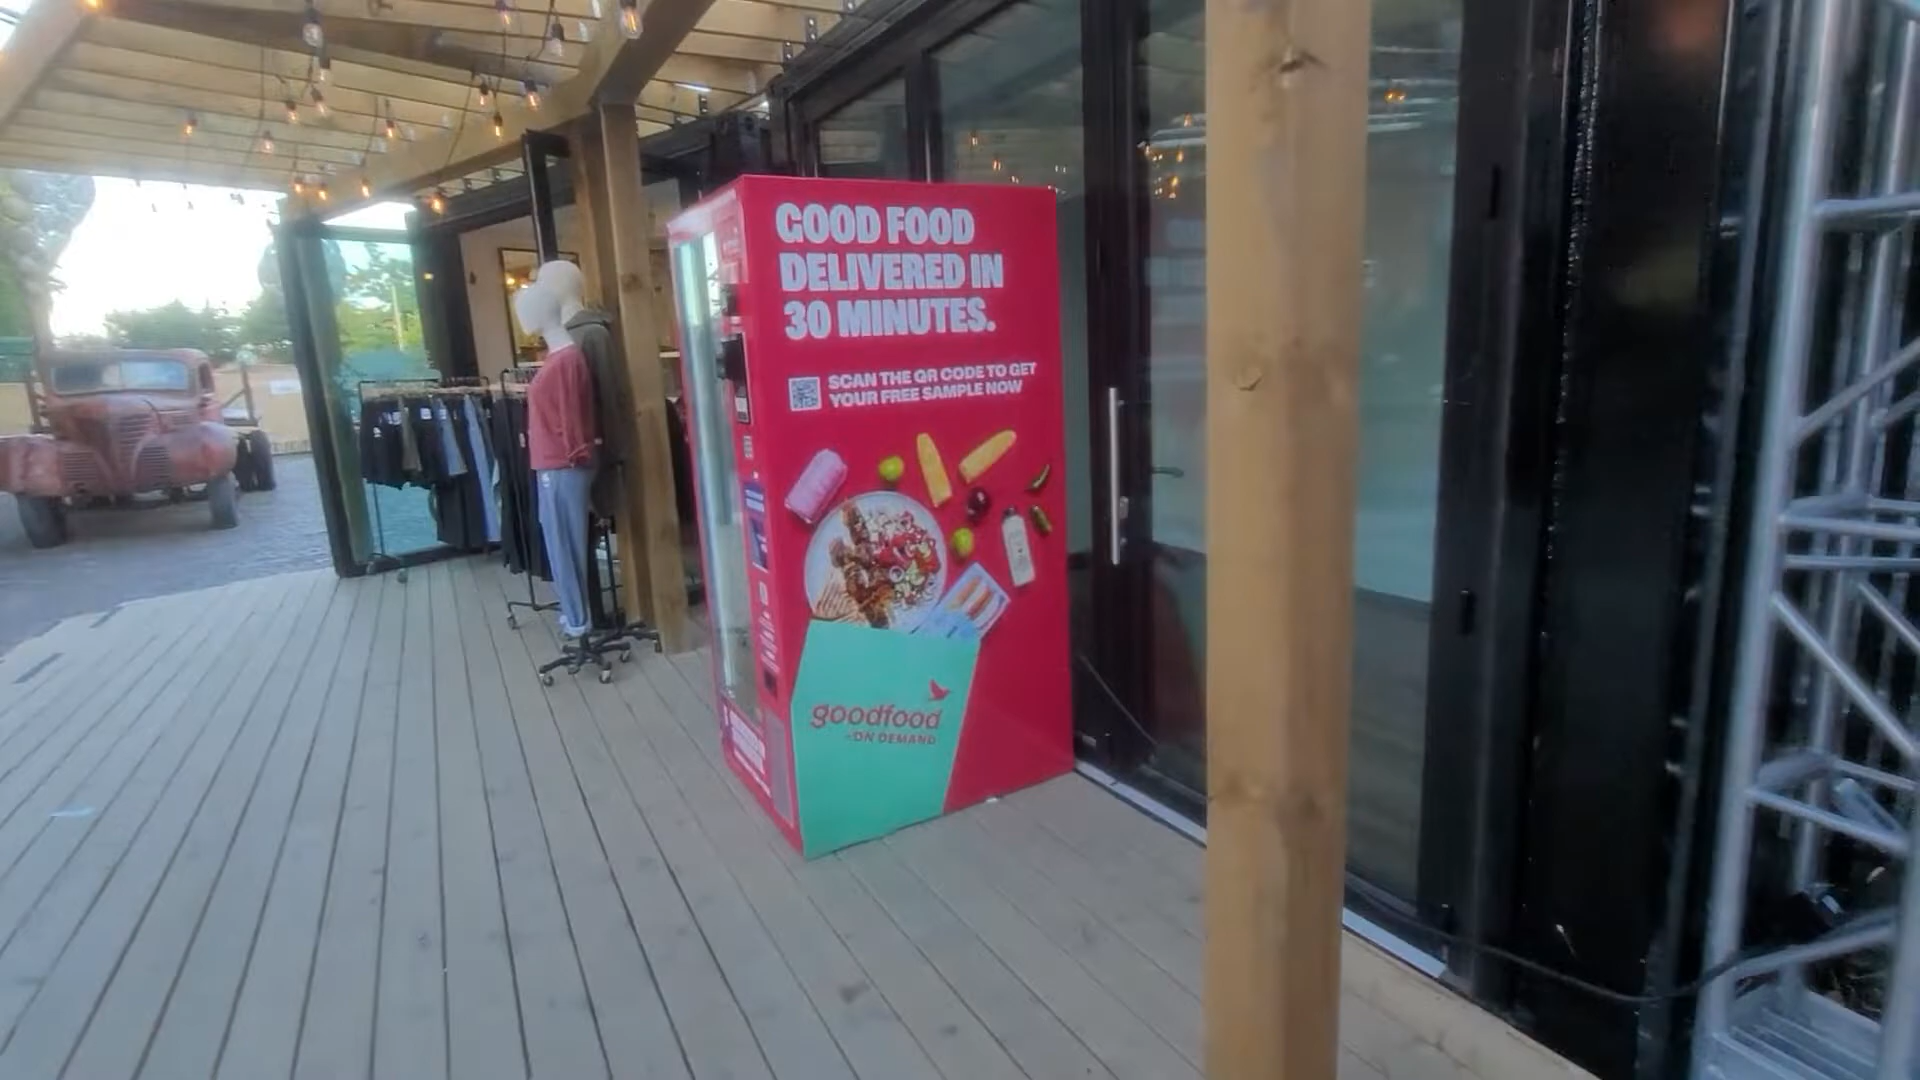 GOOD FOOD
DELIVERED IN
30 MINUTES.
SCAN THE QR CODE TO GET
YOUR FREE SAMPLE NOW
goodfood
-ON DEMAND